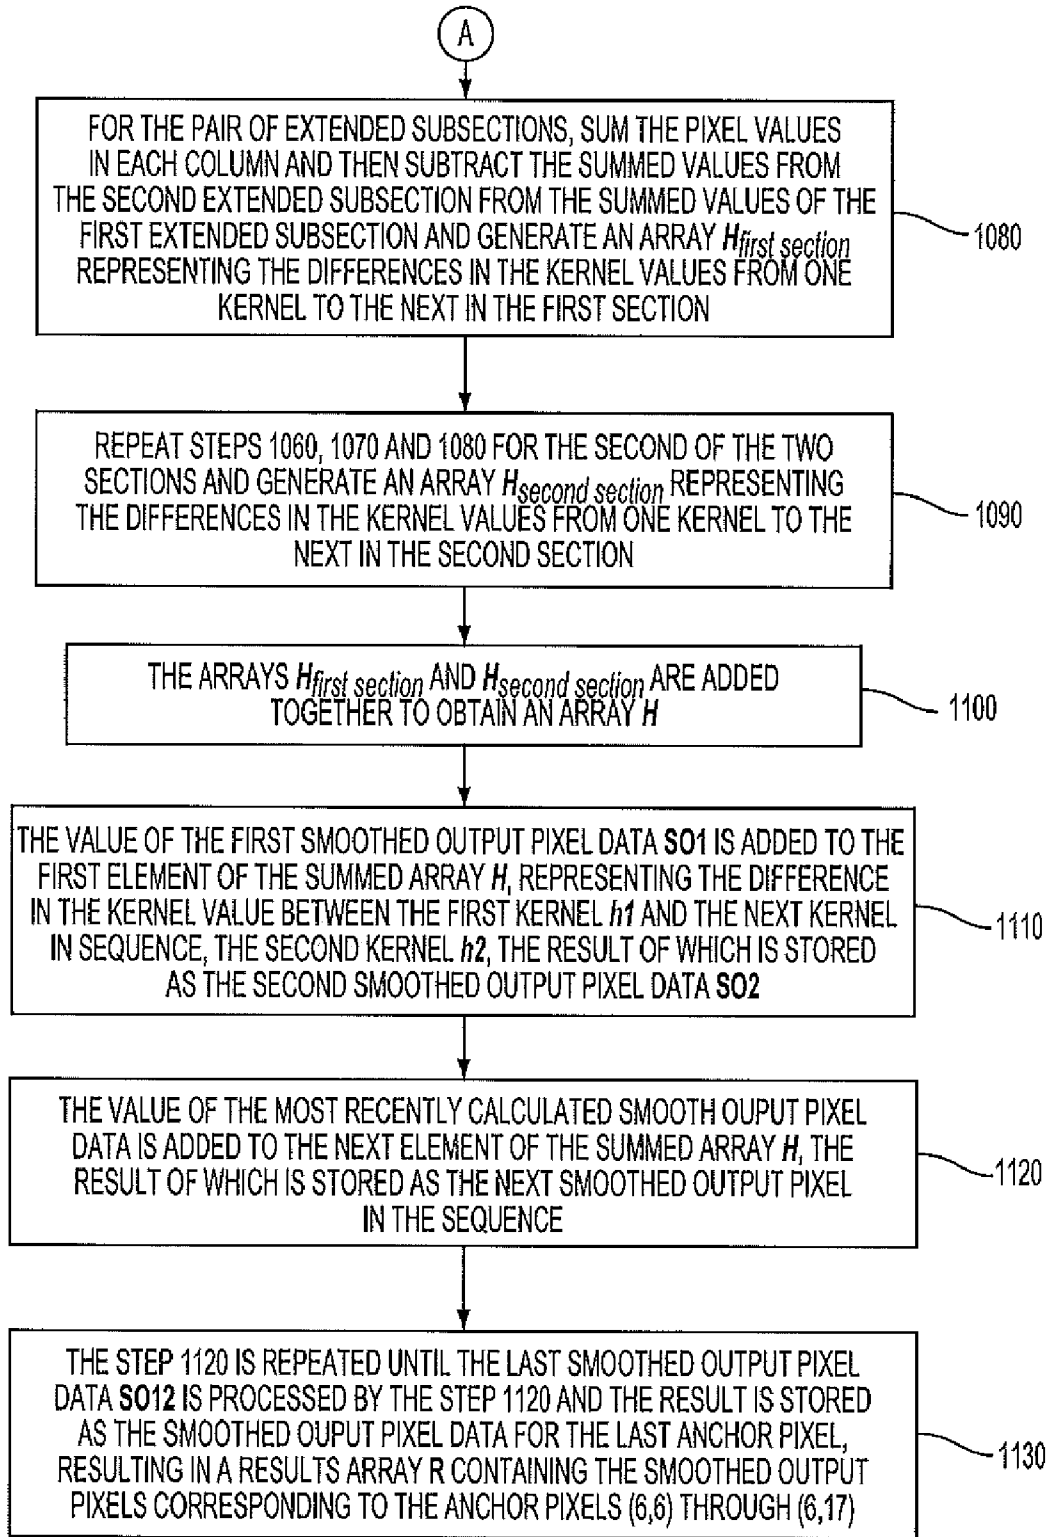 A
FOR THE PAIR OF EXTENDED SUBSECTIONS, SUM THE PIXEL VALUES
IN EACH COLUMN AND THEN SUBTRACT THE SUMMED VALUES FROM
THE SECOND EXTENDED SUBSECTION FROM THE SUMMED VALUES OF THE
FIRST EXTENDED SUBSECTION AND GENERATE AN ARRAY Hfirst section
REPRESENTING THE DIFFERENCES IN THE KERNEL VALUES FROM ONE
KERNEL TO THE NEXT IN THE FIRST SECTION
1080
REPEAT STEPS 1060, 1070 AND 1080 FOR THE SECOND OF THE TWO
SECTIONS AND GENERATE AN ARRAY Hsecond section REPRESENTING
THE DIFFERENCES IN THE KERNEL VALUES FROM ONE KERNEL TO THE
NEXT IN THE SECOND SECTION
1090
THE ARRAYS Hfirst section AND Hsecond section ARE ADDED
TOGETHER TO OBTAIN AN ARRAY H
1100
THE VALUE OF THE FIRST SMOOTHED OUTPUT PIXEL DATA SO1 IS ADDED TO THE
FIRST ELEMENT OF THE SUMMED ARRAY H, REPRESENTING THE DIFFERENCE
IN THE KERNEL VALUE BETWEEN THE FIRST KERNEL h1 AND THE NEXT KERNEL
IN SEQUENCE, THE SECOND KERNEL h2, THE RESULT OF WHICH IS STORED
AS THE SECOND SMOOTHED OUTPUT PIXEL DATA SO2
1110
THE VALUE OF THE MOST RECENTLY CALCULATED SMOOTH OUPUT PIXEL
DATA IS ADDED TO THE NEXT ELEMENT OF THE SUMMED ARRAY H, THE
RESULT OF WHICH IS STORED AS THE NEXT SMOOTHED OUTPUT PIXEL
IN THE SEQUENCE
1120
THE STEP 1120 IS REPEATED UNTIL THE LAST SMOOTHED OUTPUT PIXEL
DATA SO12 IS PROCESSED BY THE STEP 1120 AND THE RESULT IS STORED
AS THE SMOOTHED OUPUT PIXEL DATA FOR THE LAST ANCHOR PIXEL,
RESULTING IN A RESULTS ARRAY R CONTAINING THE SMOOTHED OUTPUT
PIXELS CORRESPONDING TO THE ANCHOR PIXELS (6,6) THROUGH (6,17)
1130